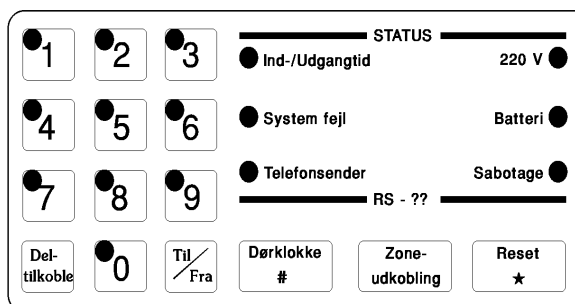 STATUS
1 2 3 Ind-/Udgangtid 220 V
4 5 6 System fejl Batteri
7 8 9 Telefonsender Sabotage
RS - ??
Del-
tilkoble
0
Til
Fra
Dørklokke
#
Zone-
udkobling
Reset
★